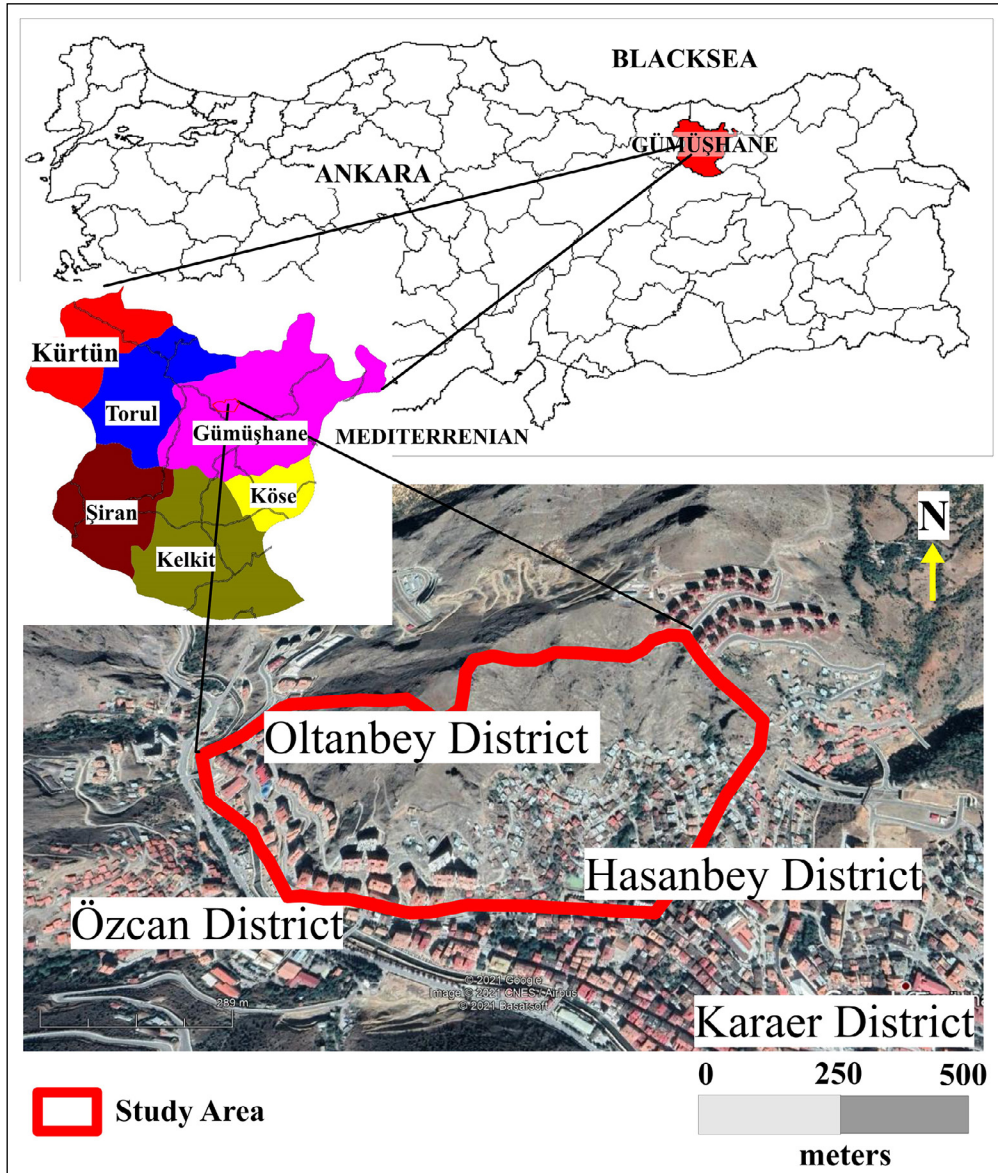 BLACKSEA
GÜMÜŞHANE
ANKARA
Kürtün
Torul
Gümüşhane
MEDITERRENIAN
Şiran
Köse
Kelkit
N
Oltanbey District
Hasanbey District
Özcan District
© 2021 Google
Image © 2021 CNES / Airbus
© 2021 Basarsoft
289 m
Karaer District
0 250 500
Study Area
meters